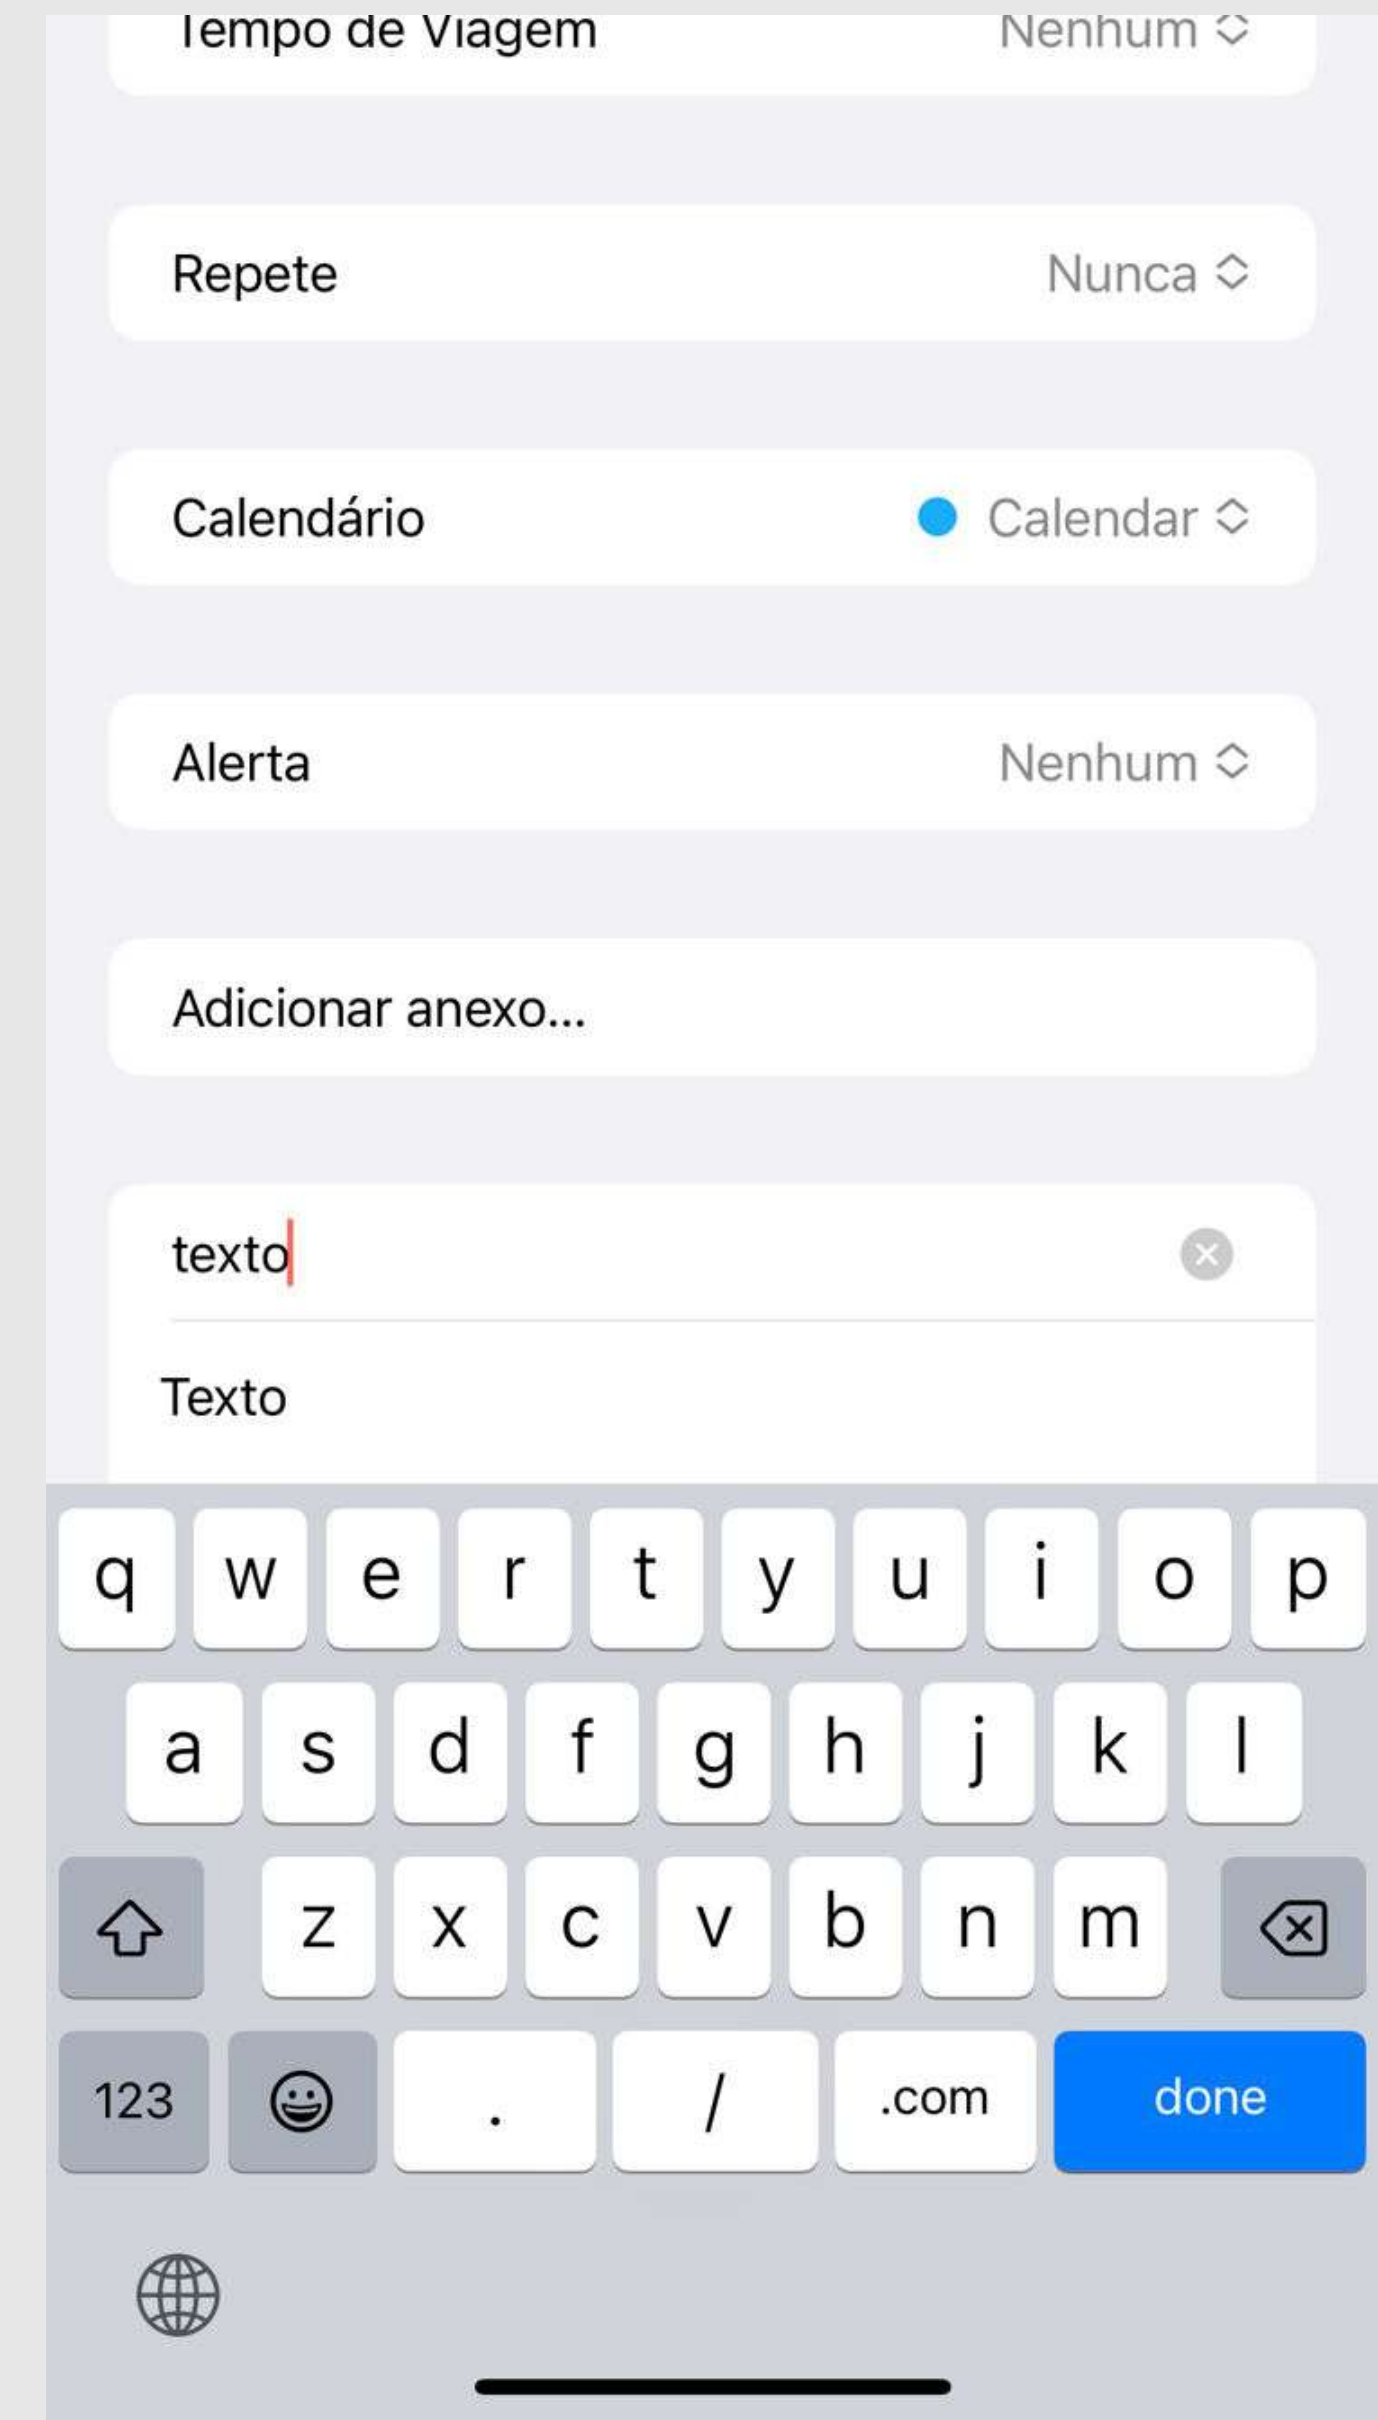 Tempo de Viagem Nenhum
Repete Nunca
Calendário Calendar
Alerta Nenhum
Adicionar anexo...
texto
Texto
q w e r t y u i o p
a s d f g h j k l
z x c v b n m
123 . / .com done